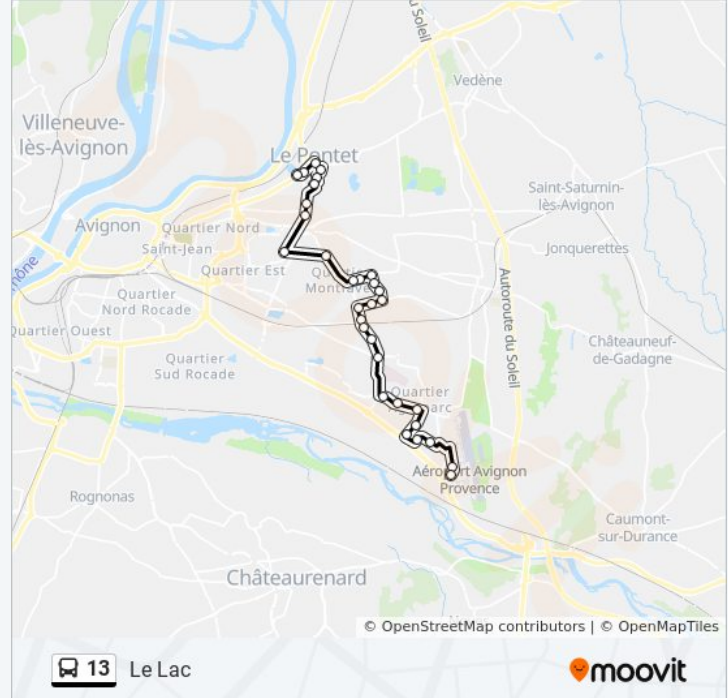 du Soleil
Vedène
Villeneuve-
lès-Avignon
Le Pontet
Saint-Saturnin-
lès-Avignon
Avignon
Quartier Nord
Saint-Jean
Jonquerettes
Quartier Est
Rhône
Quartier
Nord Rocade
Autoroute du Soleil
Quartier Ouest
Châteauneuf-
de-Gadagne
Quartier
Sud Rocade
Quartier
Aéroport Avignon
Provence
Rognonas
Caumont-
sur-Durance
Châteaurenard
© OpenStreetMap contributors | © OpenMapTiles
13 Le Lac
moovit